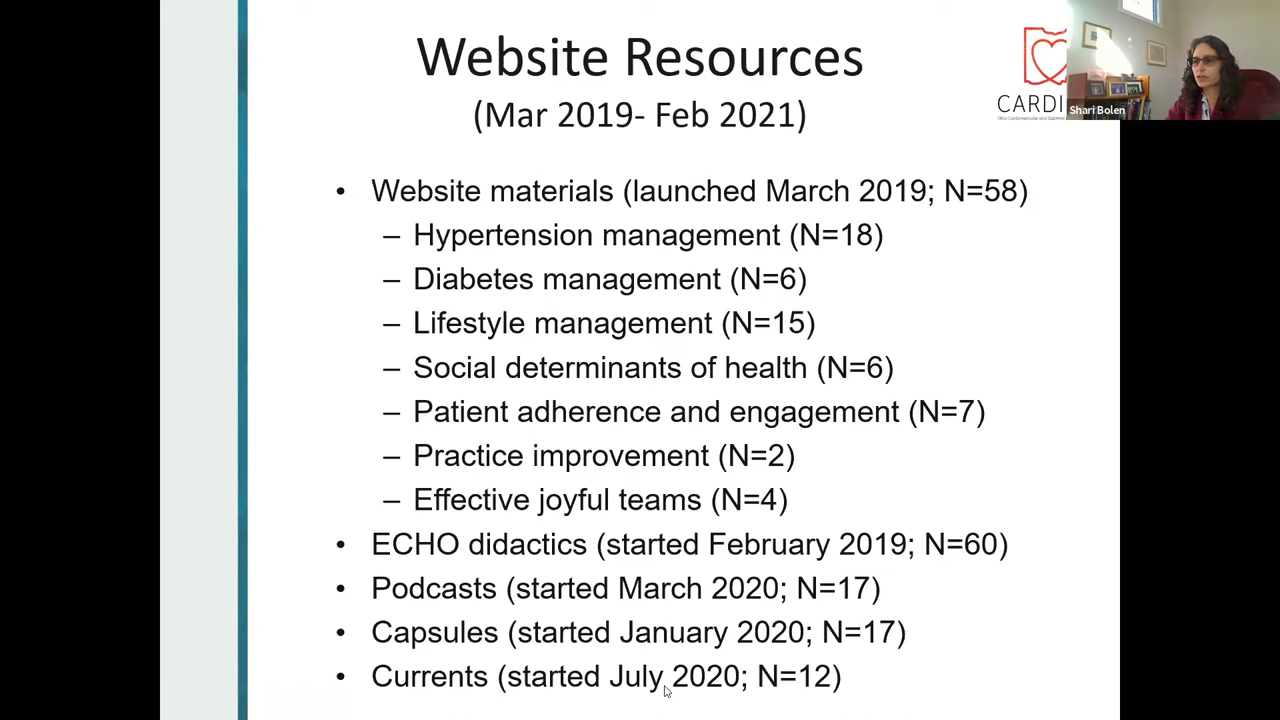 Website Resources
(Mar 2019- Feb 2021)
CARDI
Shari Bolen
• Website materials (launched March 2019; N=58)
– Hypertension management (N=18)
– Diabetes management (N=6)
– Lifestyle management (N=15)
– Social determinants of health (N=6)
– Patient adherence and engagement (N=7)
– Practice improvement (N=2)
– Effective joyful teams (N=4)
• ECHO didactics (started February 2019; N=60)
• Podcasts (started March 2020; N=17)
• Capsules (started January 2020; N=17)
• Currents (started July 2020; N=12)